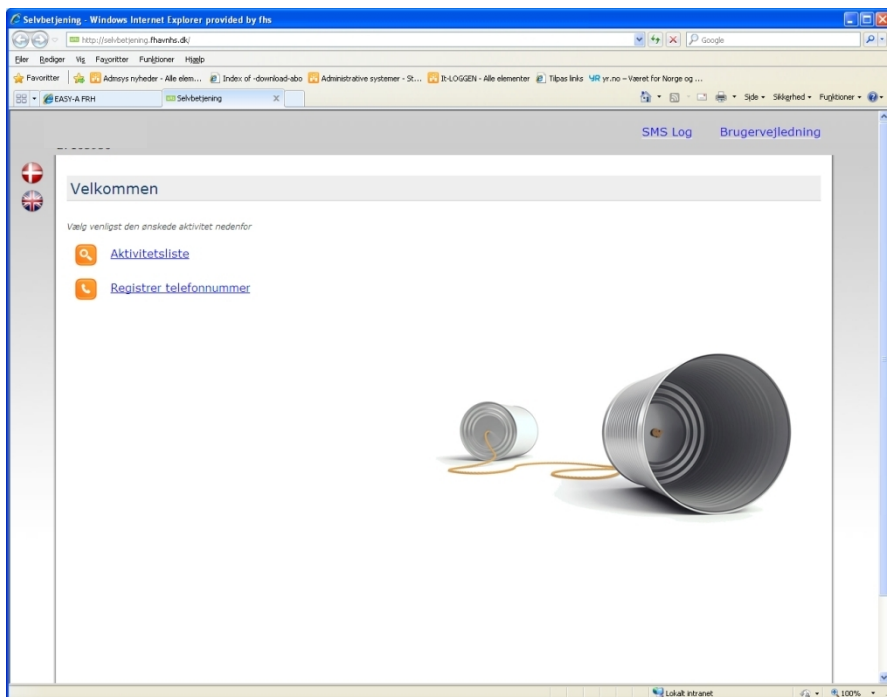 Selvbetjening - Windows Internet Explorer provided by fhs
http://selvbetjening.fhavnhs.dk/
Google
Filer Rediger Vis Favoritter Funktioner Hjælp
Favoritter Admsys nyheder - Alle elem... Index of -download-abo Administrative systemer - St... It-LOGGEN - Alle elementer Tilpas links yr.no – Været for Norge og ...
EASY-A FRH Selvbetjening X Side Sikkerhed Funktioner
SMS Log Brugervejledning
Velkommen
Vælg venligst den ønskede aktivitet nedenfor
Aktivitetsliste
Registrer telefonnummer
Lokalt intranet 100%